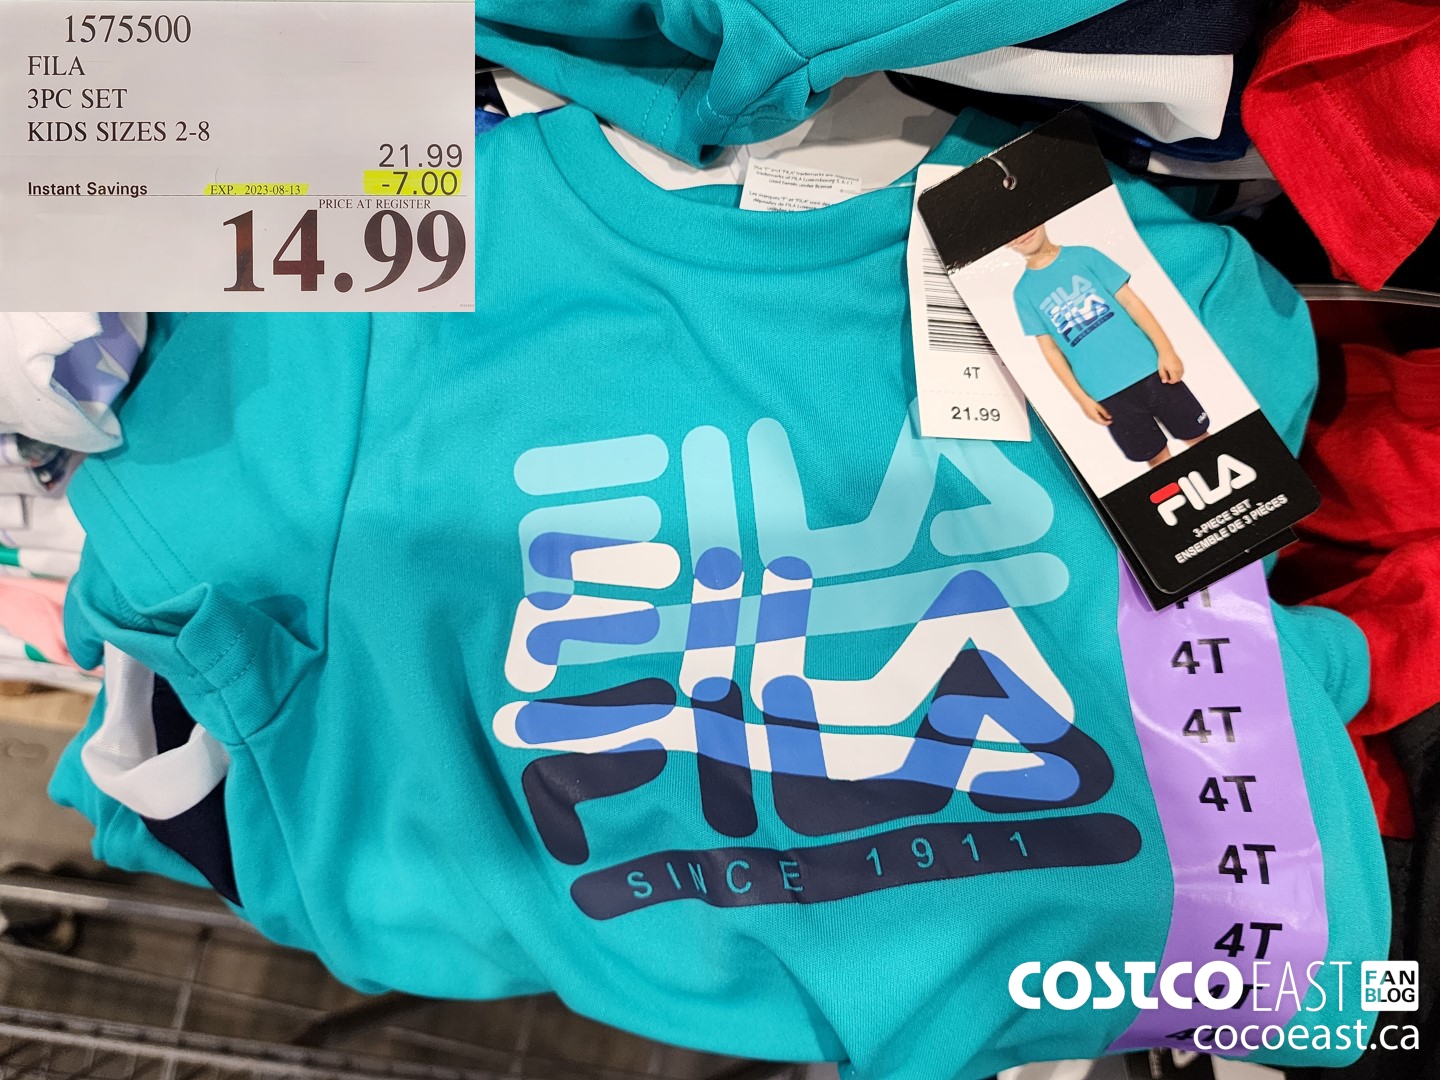 1575500
FILA
3PC SET
KIDS SIZES 2-8
21.99
Instant Savings EXP. 2023-08-13 -7.00
PRICE AT REGISTER
14.99
4T
21.99
FILA
FILA
FILA
SINCE 1911
FILA
3-PIECE SET
ENSEMBLE DE 3 PIÈCES
4T
4T
4T
4T
4T
4T
4T
COSTCO EAST FAN BLOG
cocoeast.ca